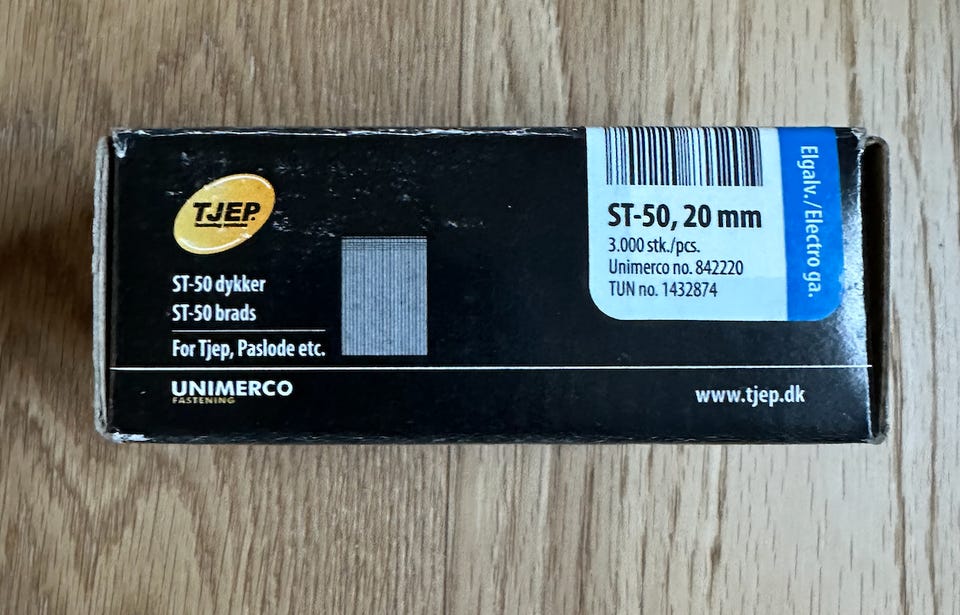 TJEP
ST-50 dykker
ST-50 brads
For Tjep, Paslode etc.
UNIMERCO
FASTENING
ST-50, 20 mm
3.000 stk./pcs.
Unimerco no. 842220
TUN no. 1432874
Elgalv./Electro ga.
www.tjep.dk